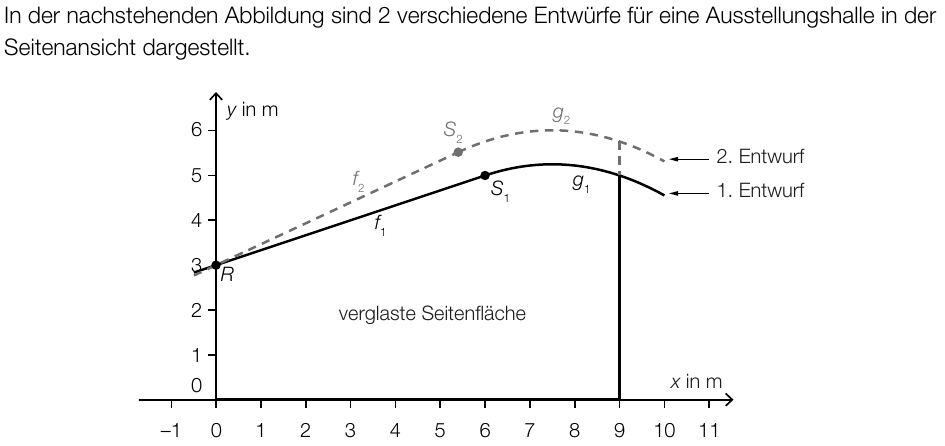 In der nachstehenden Abbildung sind 2 verschiedene Entwürfe für eine Ausstellungshalle in der
Seitenansicht dargestellt.
y in m
6
g₂
S₂
2. Entwurf
5
f₂
S₁
g₁
1. Entwurf
4
f₁
3
R
2
verglaste Seitenfläche
1
0
x in m
–1 0 1 2 3 4 5 6 7 8 9 10 11